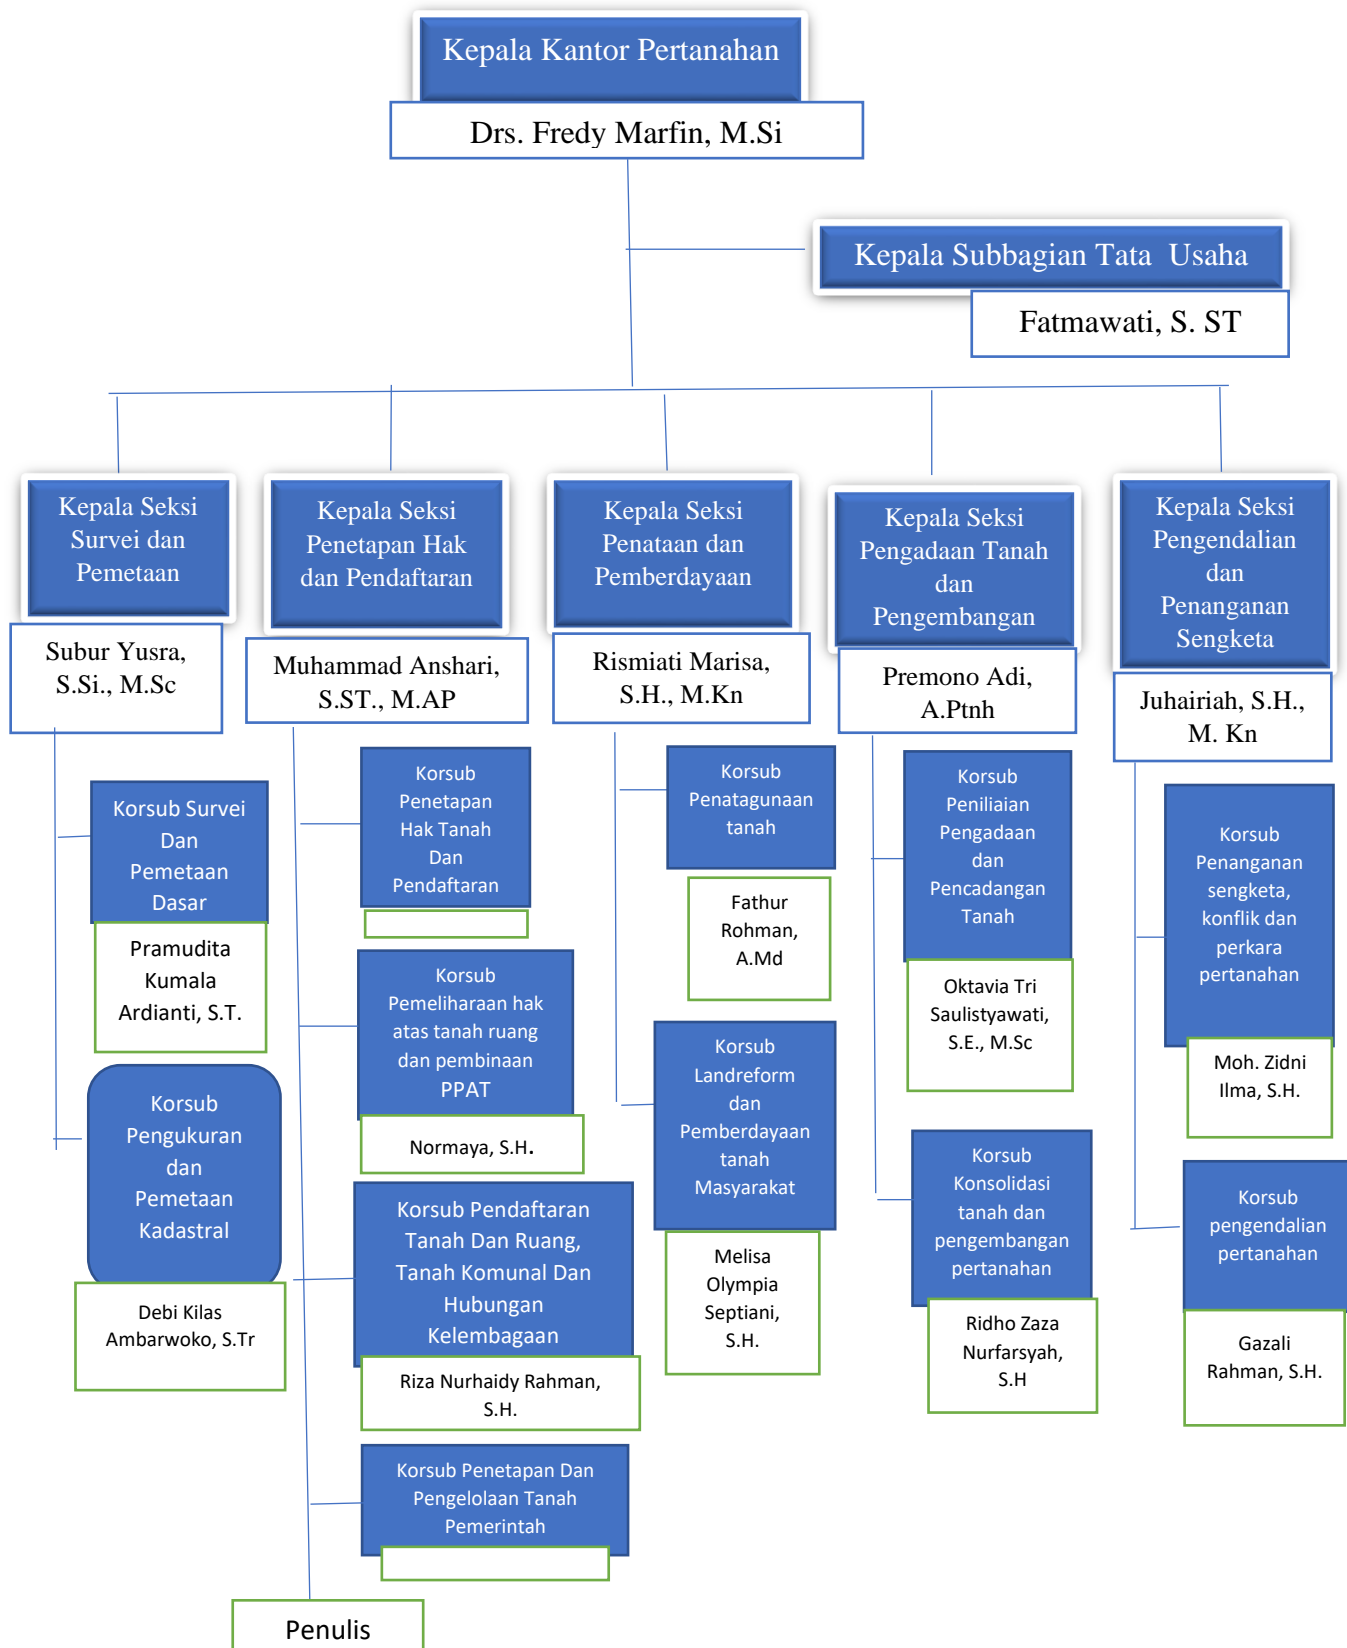 Kepala Kantor Pertanahan
Drs. Fredy Marfin, M.Si
Kepala Subbagian Tata  Usaha
Fatmawati, S. ST
Kepala Seksi
Survei dan
Pemetaan
Subur Yusra,
S.Si., M.Sc
Korsub Survei
Dan
Pemetaan
Dasar
Pramudita
Kumala
Ardianti, S.T.
Korsub
Pengukuran
dan
Pemetaan
Kadastral
Debi Kilas
Ambarwoko, S.Tr
Kepala Seksi
Penetapan Hak
dan Pendaftaran
Muhammad Anshari,
S.ST., M.AP
Korsub
Penetapan
Hak Tanah
Dan
Pendaftaran
Korsub
Pemeliharaan hak
atas tanah ruang
dan pembinaan
PPAT
Normaya, S.H.
Korsub Pendaftaran
Tanah Dan Ruang,
Tanah Komunal Dan
Hubungan
Kelembagaan
Riza Nurhaidy Rahman,
S.H.
Korsub Penetapan Dan
Pengelolaan Tanah
Pemerintah
Penulis
Kepala Seksi
Penataan dan
Pemberdayaan
Rismiati Marisa,
S.H., M.Kn
Korsub
Penatagunaan
tanah
Fathur
Rohman,
A.Md
Korsub
Landreform
dan
Pemberdayaan
tanah
Masyarakat
Melisa
Olympia
Septiani,
S.H.
Kepala Seksi
Pengadaan Tanah
dan
Pengembangan
Premono Adi,
A.Ptnh
Korsub
Peniliaian
Pengadaan
dan
Pencadangan
Tanah
Oktavia Tri
Saulistyawati,
S.E., M.Sc
Korsub
Konsolidasi
tanah dan
pengembangan
pertanahan
Ridho Zaza
Nurfarsyah,
S.H
Kepala Seksi
Pengendalian
dan
Penanganan
Sengketa
Juhairiah, S.H.,
M. Kn
Korsub
Penanganan
sengketa,
konflik dan
perkara
pertanahan
Moh. Zidni
Ilma, S.H.
Korsub
pengendalian
pertanahan
Gazali
Rahman, S.H.